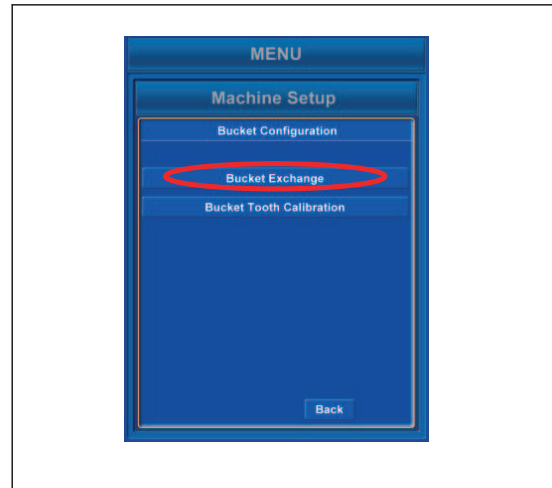 MENU
Machine Setup
Bucket Configuration
Bucket Exchange
Bucket Tooth Calibration
Back